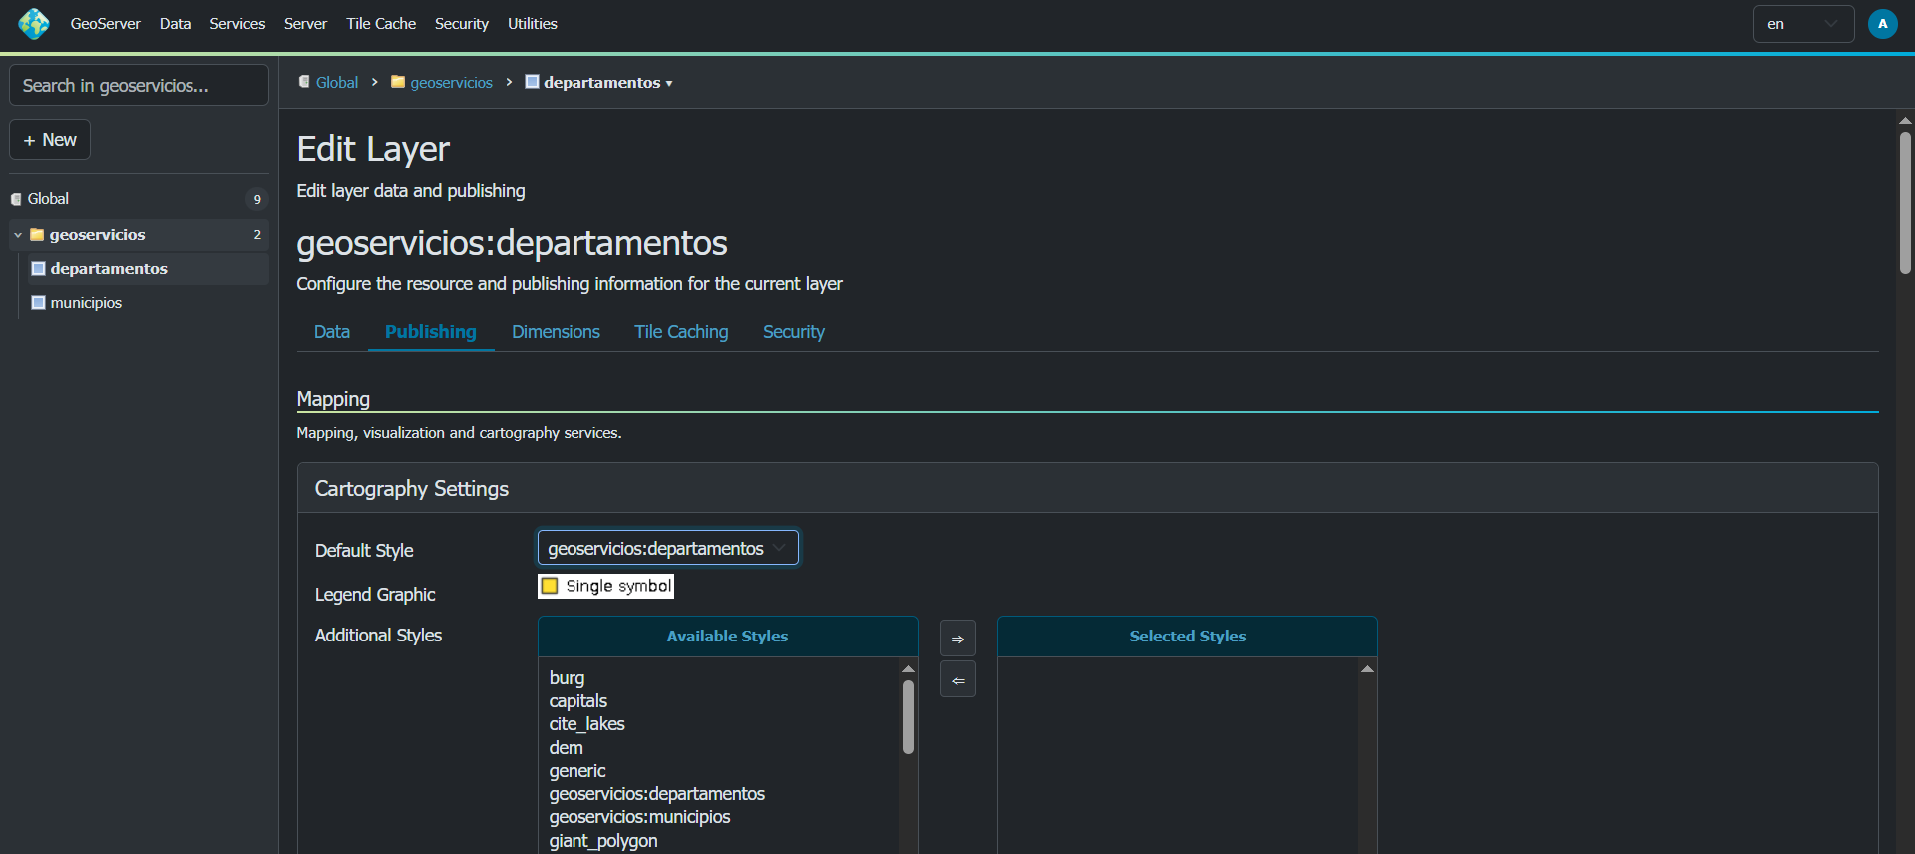 GeoServer Data Services Server Tile Cache Security Utilities en A
Search in geoservicios...
+ New
Global 9
geoservicios 2
departamentos
municipios
Global > geoservicios > departamentos ▾
Edit Layer
Edit layer data and publishing
geoservicios:departamentos
Configure the resource and publishing information for the current layer
Data Publishing Dimensions Tile Caching Security
Mapping
Mapping, visualization and cartography services.
Cartography Settings
Default Style geoservicios:departamentos
Legend Graphic Single symbol
Additional Styles Available Styles ⇒ Selected Styles
⇐
burg
capitals
cite_lakes
dem
generic
geoservicios:departamentos
geoservicios:municipios
giant_polygon